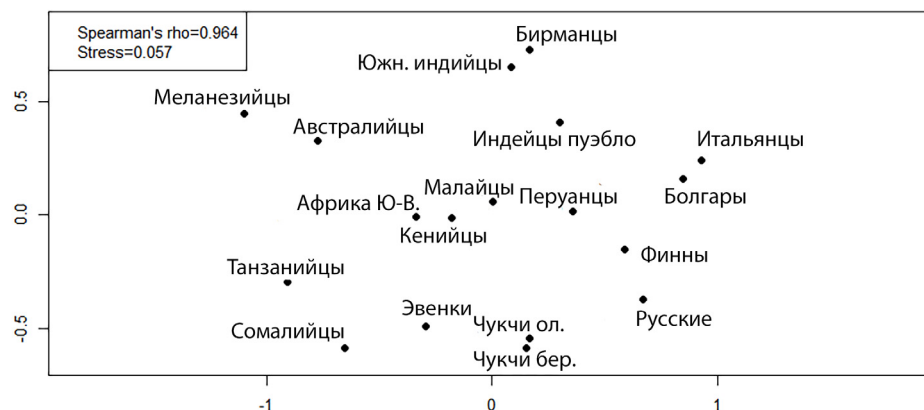 Spearman's rho=0.964
Stress=0.057
Бирманцы
Южн. индийцы
Меланезийцы
Австралийцы
Индейцы пуэбло
Итальянцы
Малайцы
Перуанцы
Болгары
Африка Ю-В.
Кенийцы
Финны
Танзанийцы
Эвенки
Чукчи ол.
Русские
Сомалийцы
Чукчи бер.
0.5
0.0
-0.5
-1
0
1